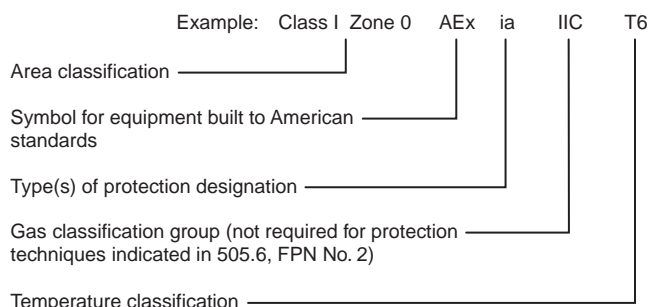 Example: Class I Zone 0 AEx ia IIC T6
Area classification
Symbol for equipment built to American
standards
Type(s) of protection designation
Gas classification group (not required for protection
techniques indicated in 505.6, FPN No. 2)
Temperature classification